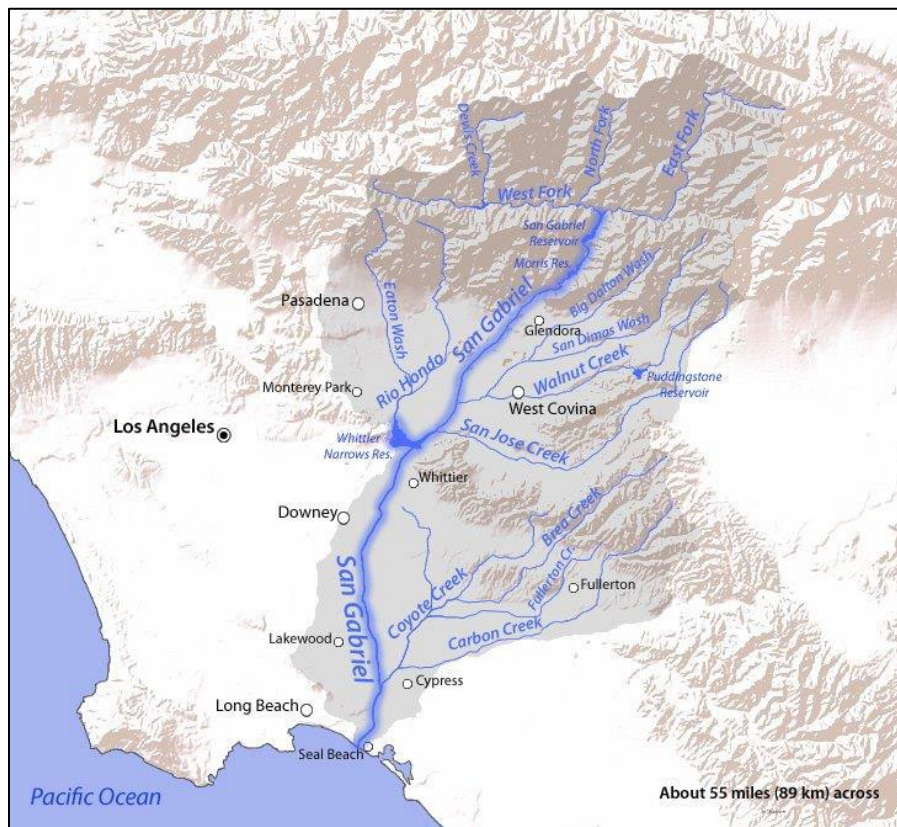 Devils Creek
North Fork
East Fork
West Fork
San Gabriel
Reservoir
Morris Res.
Big Dalton Wash
Pasadena
Eaton Wash
San Gabriel
Glendora
San Dimas Wash
Rio Hondo
Walnut Creek
Puddingstone
Reservoir
Monterey Park
West Covina
Los Angeles
San Jose Creek
Whittier
Narrows Res.
Whittier
Downey
Brea Creek
San Gabriel
Coyote Creek
Fullerton Cr.
Fullerton
Carbon Creek
Lakewood
Cypress
Long Beach
Seal Beach
Pacific Ocean
About 55 miles (89 km) across